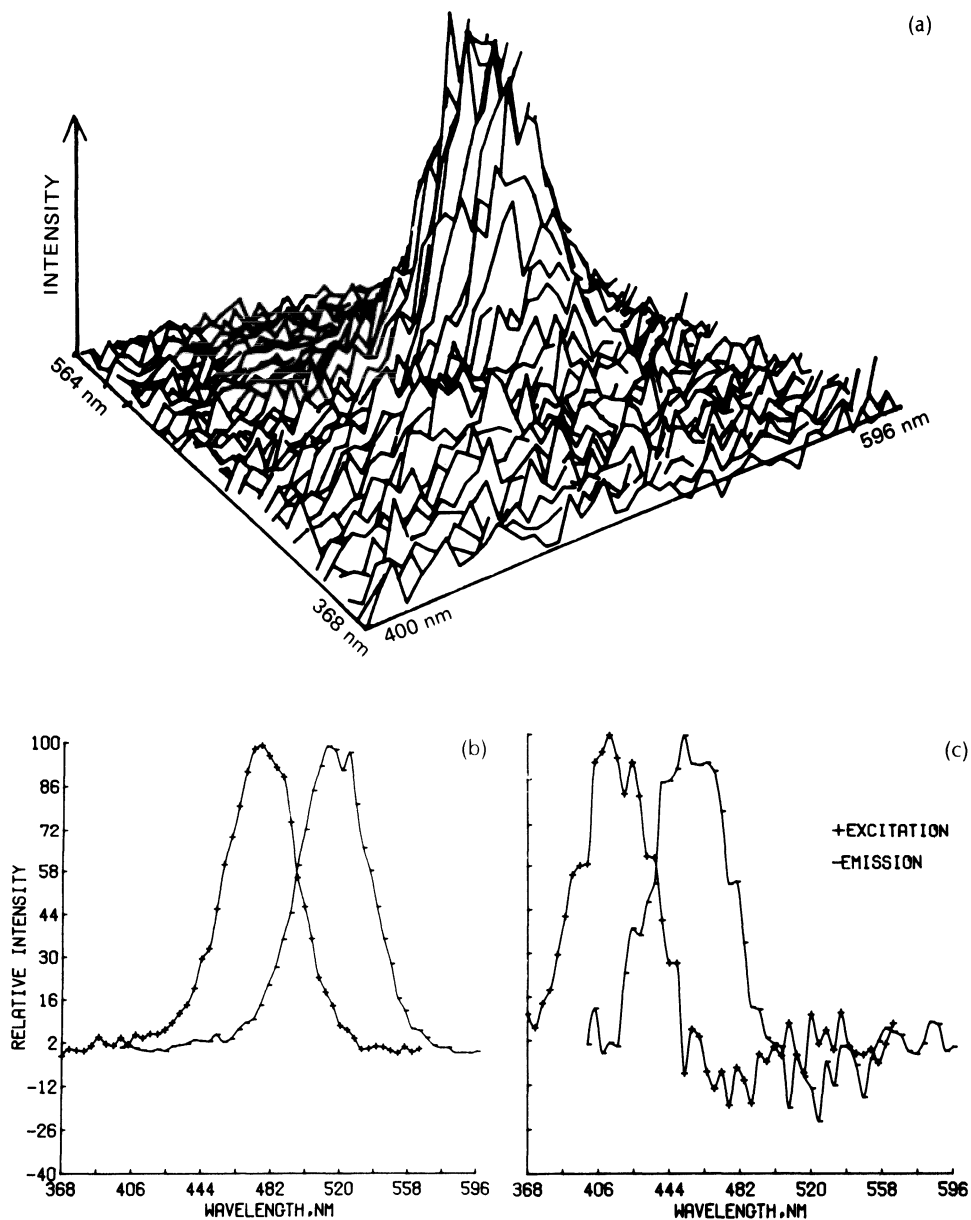 (a)
INTENSITY
564 nm
596 nm
368 nm
400 nm
(b)
RELATIVE INTENSITY
100
86
72
58
44
30
16
2
-12
-26
-40
368 406 444 482 520 558 596
WAVELENGTH,NM
(c)
+EXCITATION
-EMISSION
368 406 444 482 520 558 596
WAVELENGTH,NM